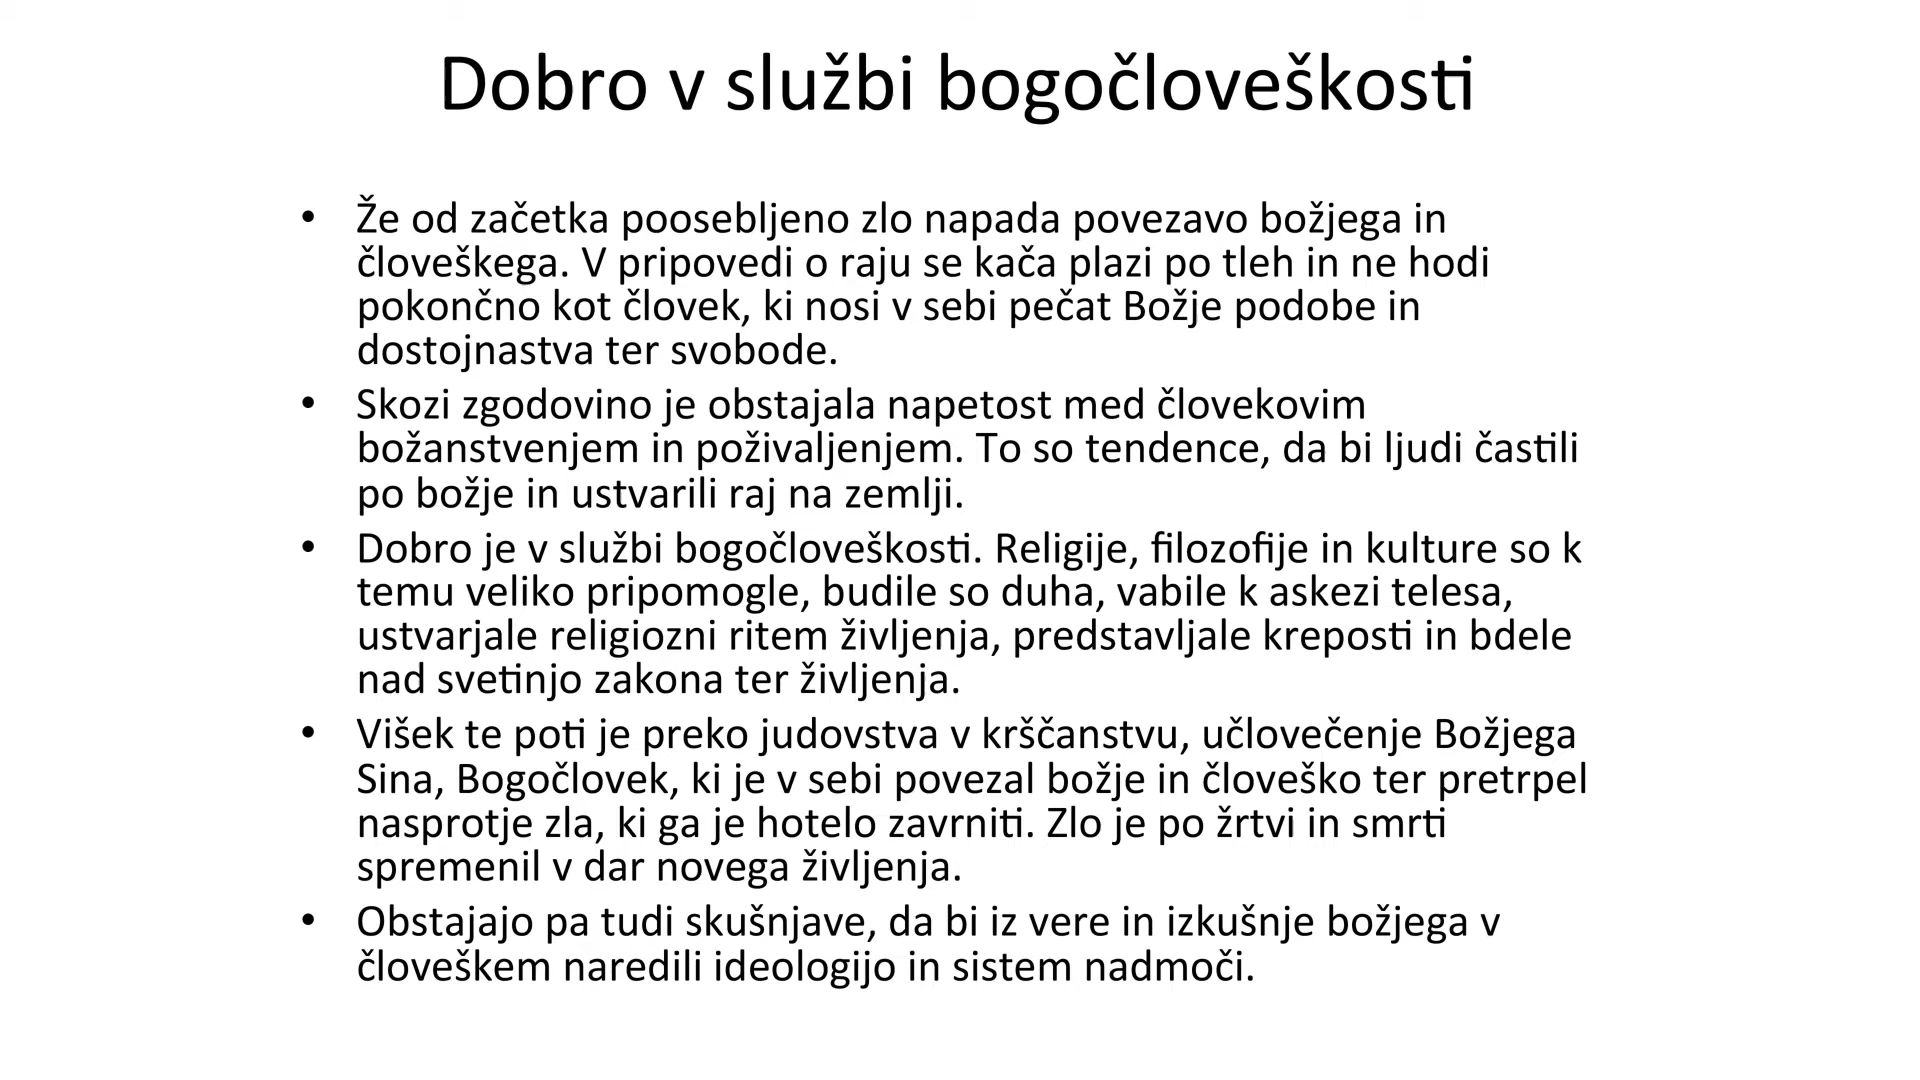 Dobro v službi bogočloveškosti
• Že od začetka poosebljeno zlo napada povezavo božjega in
človeškega. V pripovedi o raju se kača plazi po tleh in ne hodi
pokončno kot človek, ki nosi v sebi pečat Božje podobe in
dostojnastva ter svobode.
• Skozi zgodovino je obstajala napetost med človekovim
božanstvenjem in poživaljenjem. To so tendence, da bi ljudi častili
po božje in ustvarili raj na zemlji.
• Dobro je v službi bogočloveškosti. Religije, filozofije in kulture so k
temu veliko pripomogle, budile so duha, vabile k askezi telesa,
ustvarjale religiozni ritem življenja, predstavljale kreposti in bdele
nad svetinjo zakona ter življenja.
• Višek te poti je preko judovstva v krščanstvu, učlovečenje Božjega
Sina, Bogočlovek, ki je v sebi povezal božje in človeško ter pretrpel
nasprotje zla, ki ga je hotelo zavrniti. Zlo je po žrtvi in smrti
spremenil v dar novega življenja.
• Obstajajo pa tudi skušnjave, da bi iz vere in izkušnje božjega v
človeškem naredili ideologijo in sistem nadmoči.